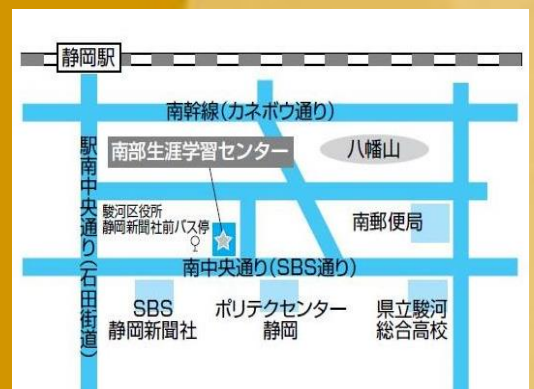 静岡駅
南幹線(カネボウ通り)
南部生涯学習センター
八幡山
駅南中央通り(石田街道)
駿河区役所
静岡新聞社前バス停
南郵便局
南中央通り(SBS通り)
SBS
静岡新聞社
ポリテクセンター
静岡
県立駿河
総合高校